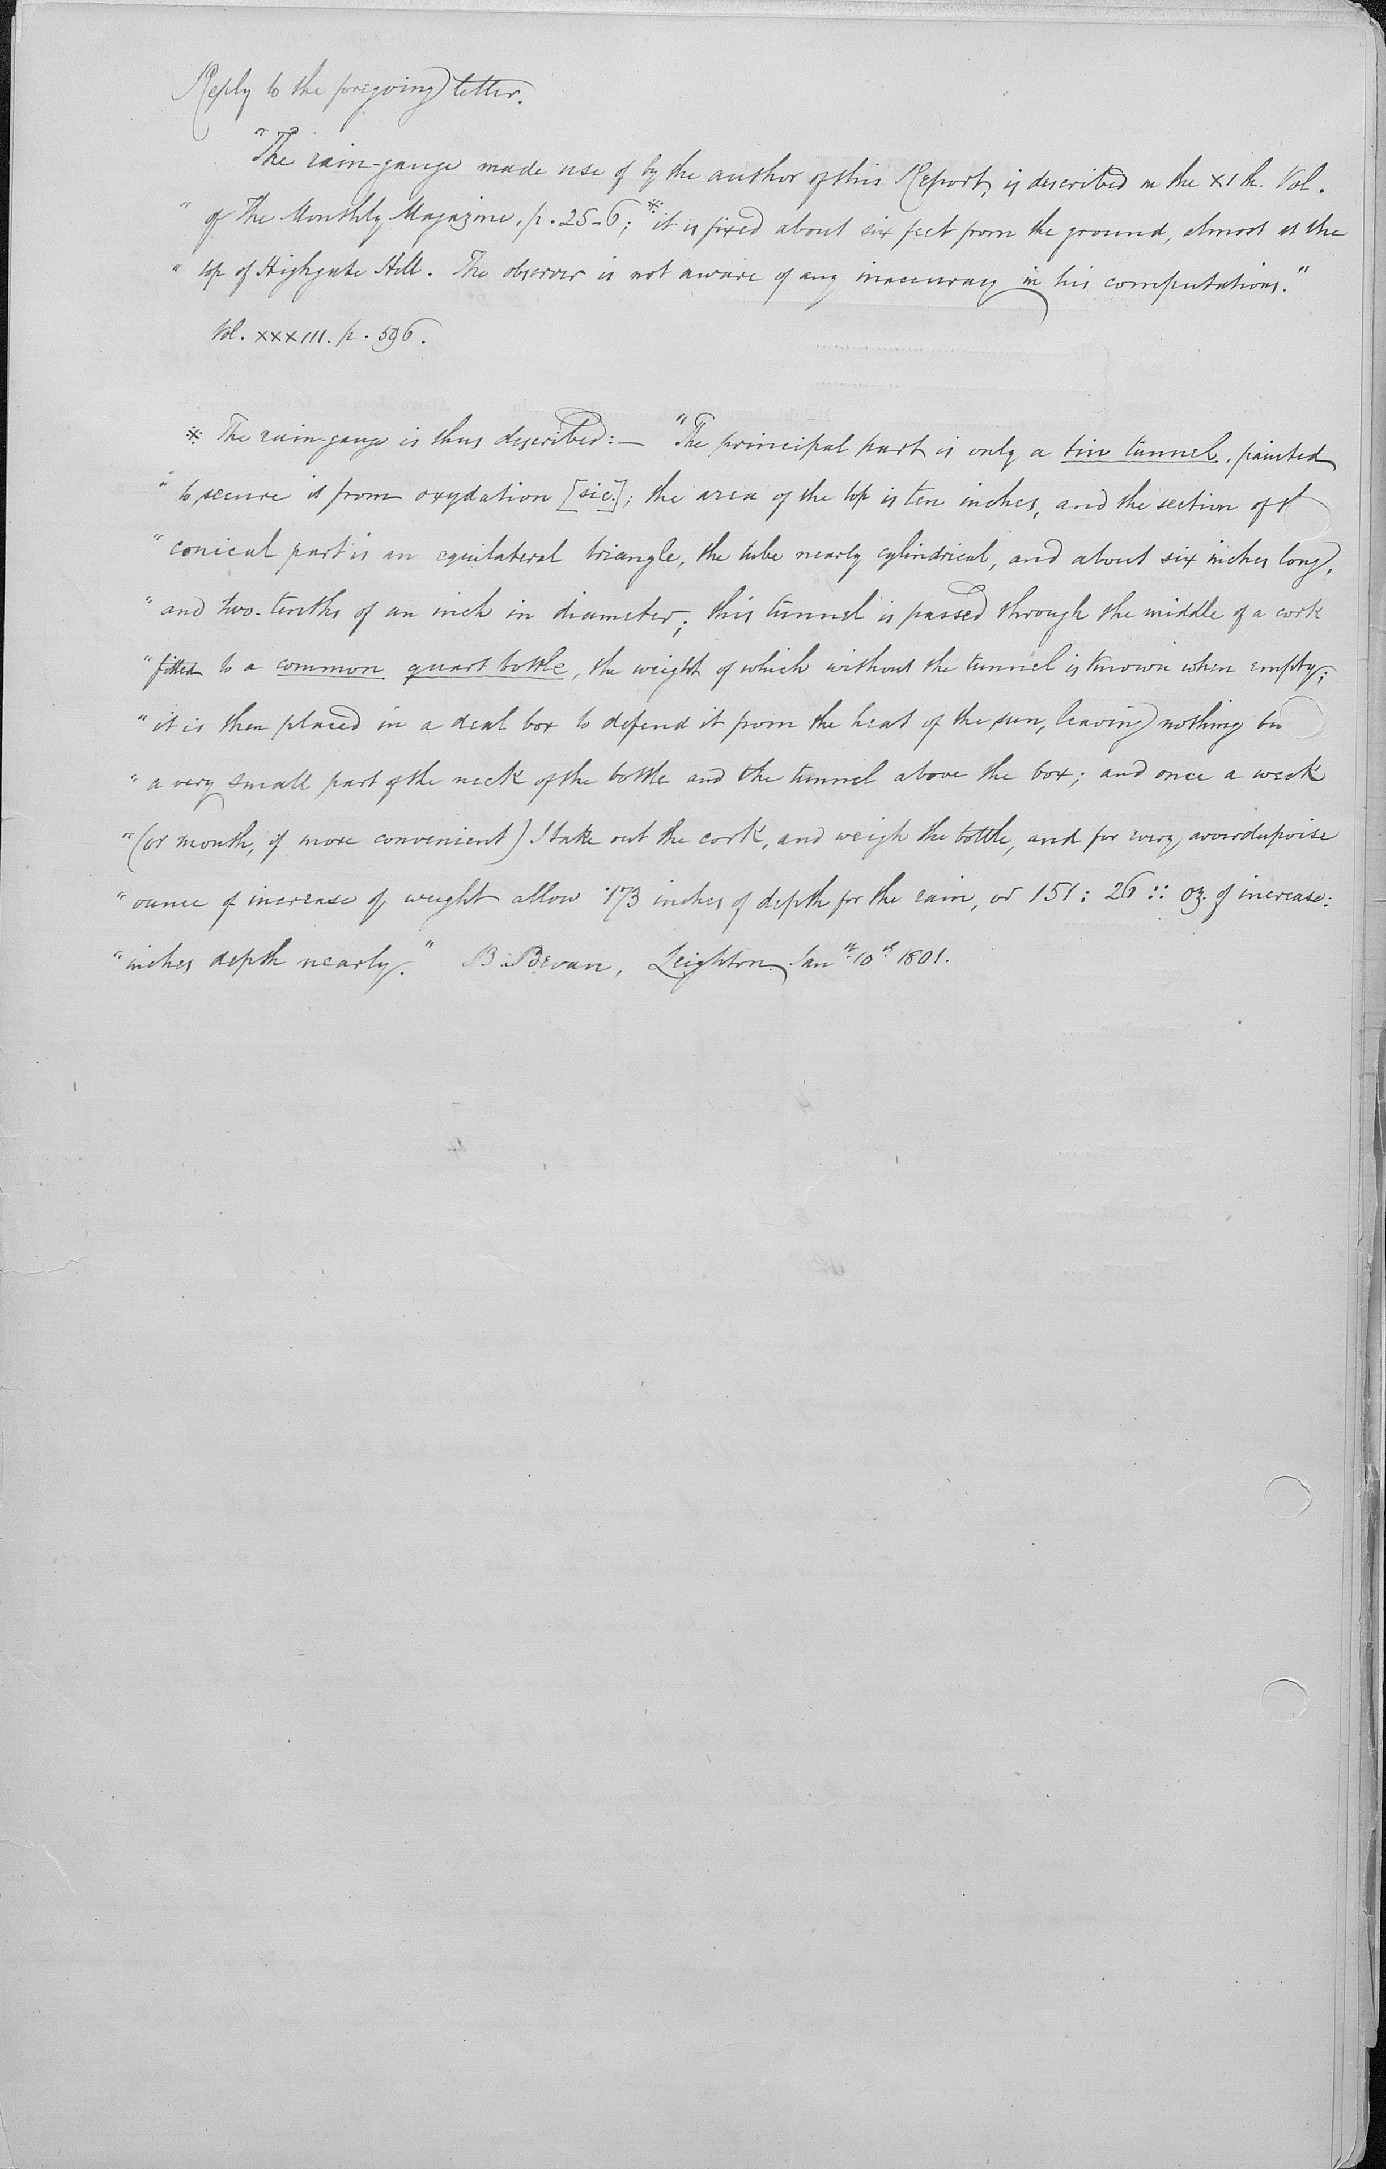 Reply to the foregoing letter.
"The rain-gauge made use of by the author of this Report, is described in the XIth. Vol.
" of The Monthly Magazine. p. 25-6; * it is fixed about six feet from the ground, almost at the
" top of Highgate Hill. The observer is not aware of any inaccuracy in his computations."
Vol. XXXIII. p. 596.
* The rain-gauge is thus described:— "The principal part is only a tin tunnel, painted
" to secure it from oxydation [sic.]; the area of the top is ten inches, and the section of
" conical part is an equilateral triangle, the tube nearly cylindrical, and about six inches long,
" and two-tenths of an inch in diameter; this tunnel is passed through the middle of a cork
" fitted to a common quart bottle, the weight of which without the tunnel is known when empty;
" it is then placed in a deal box to defend it from the heat of the sun, leaving nothing
" a very small part of the neck of the bottle and the tunnel above the box; and once a week
" (or month, if more convenient) I take out the cork, and weigh the bottle, and for every avoirdupoise
" ounce of increase of weight allow ·173 inches of depth for the rain, or 151 : 26 :: oz. of increase :
" inches depth nearly." B. Bevan, Leighton Jany. 10th 1801.